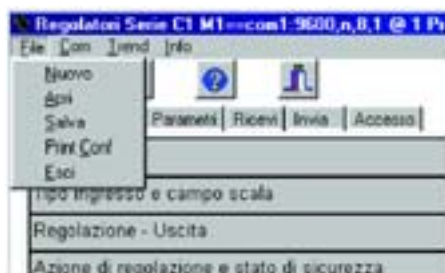 Regolatori Serie C1 M1==com1:9600,n,8,1 @ 1 P
File Com Trend Info
Nuovo
Apri
Salva
Print Conf
Esci
Parametri Ricevi Invia Accesso
Tipo Ingresso e campo scala
Regolazione - Uscita
Azione di regolazione e stato di sicurezza